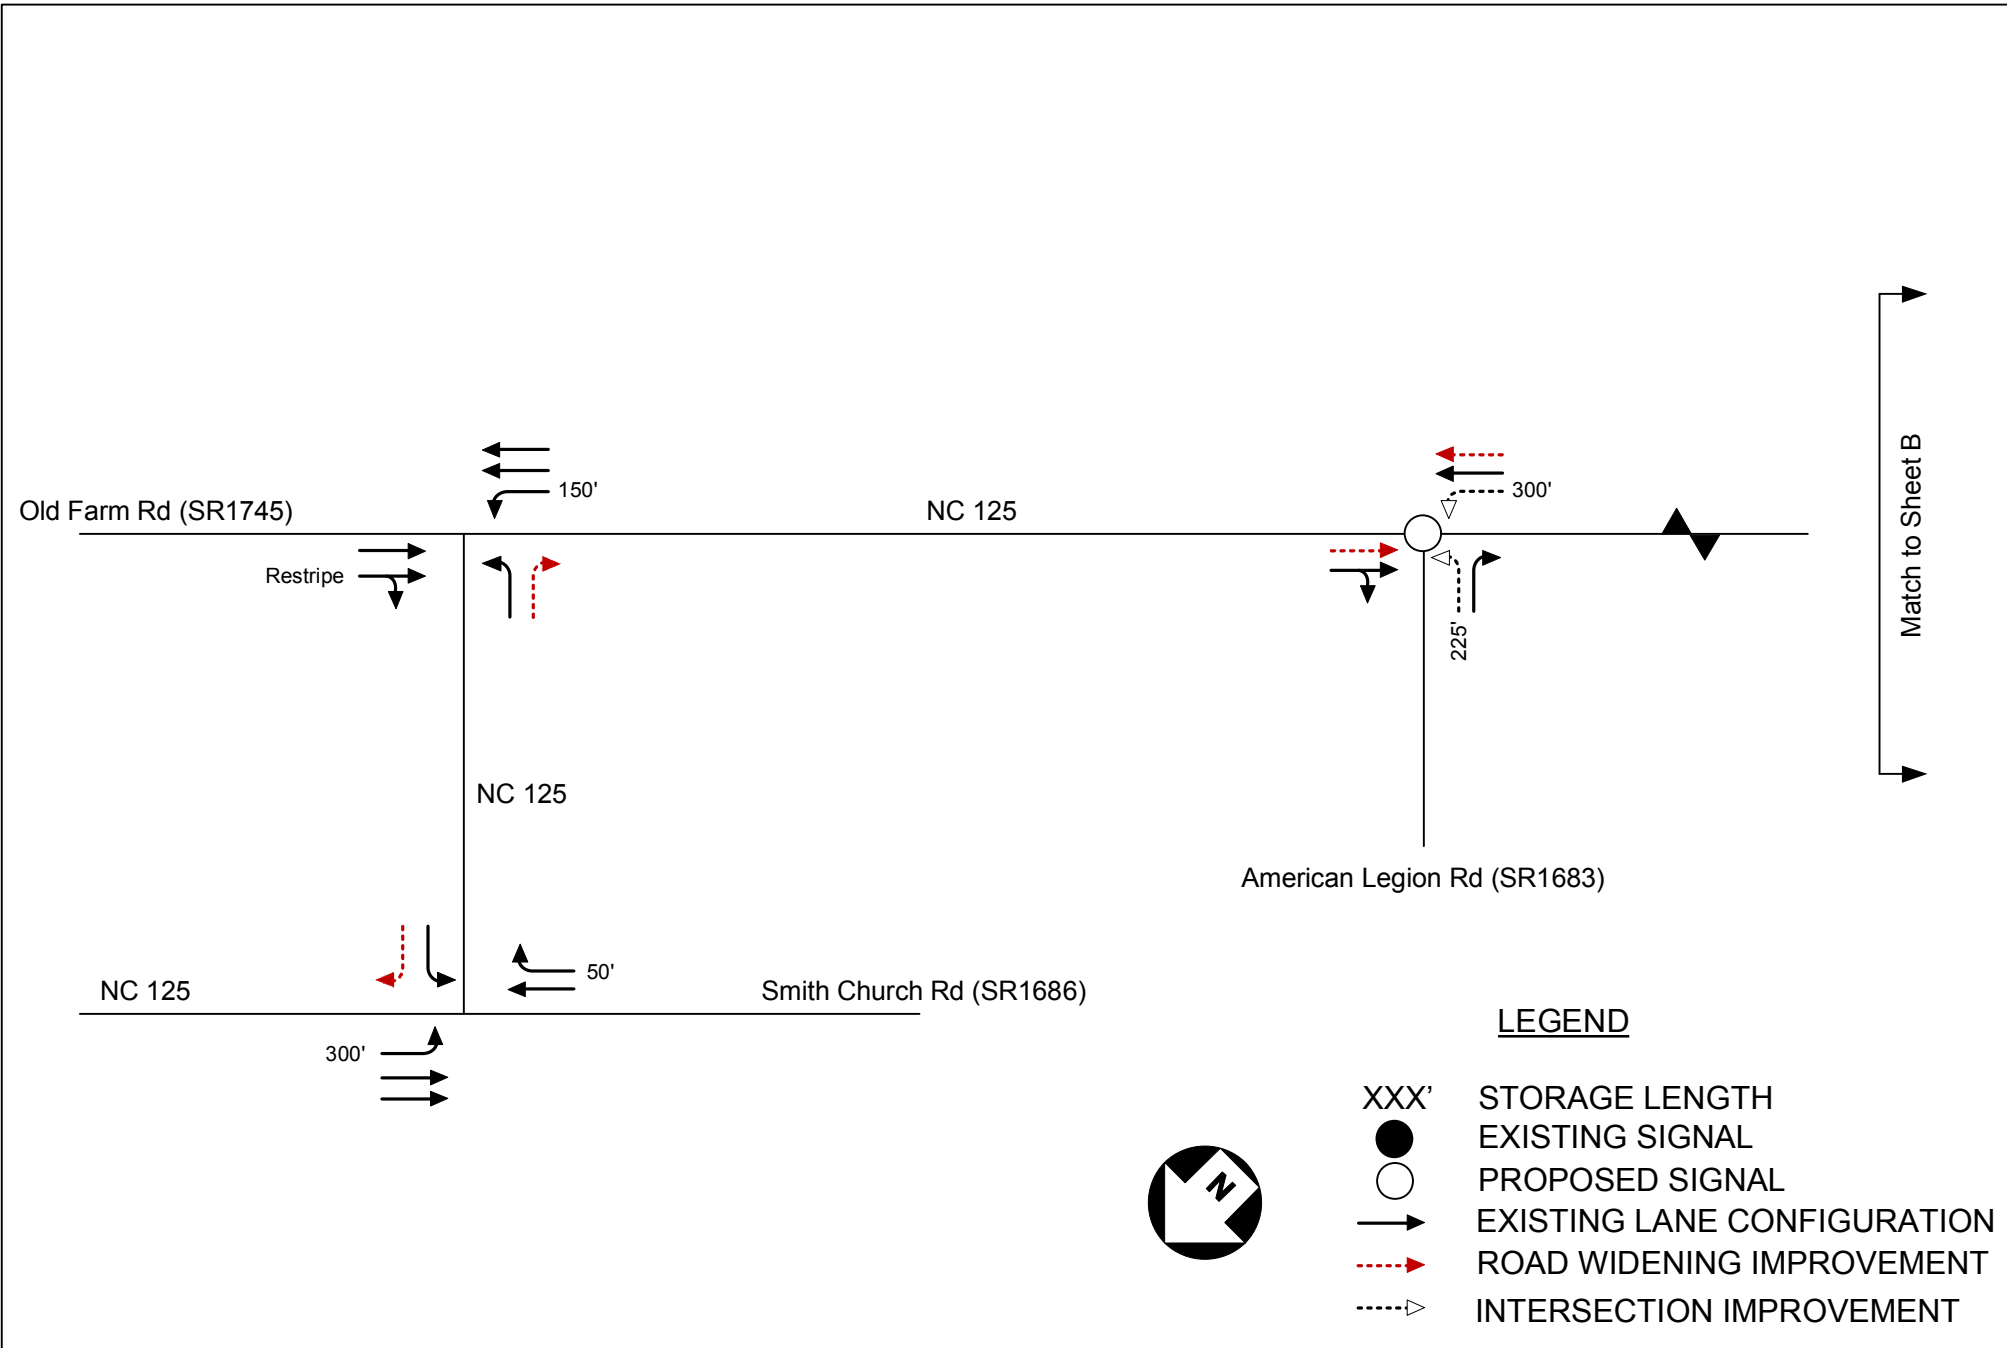 150'
300'
Old Farm Rd (SR1745)
NC 125
Restripe
225'
Match to Sheet B
NC 125
American Legion Rd (SR1683)
50'
NC 125
Smith Church Rd (SR1686)
300'
N
LEGEND
XXX' STORAGE LENGTH
EXISTING SIGNAL
PROPOSED SIGNAL
EXISTING LANE CONFIGURATION
ROAD WIDENING IMPROVEMENT
INTERSECTION IMPROVEMENT